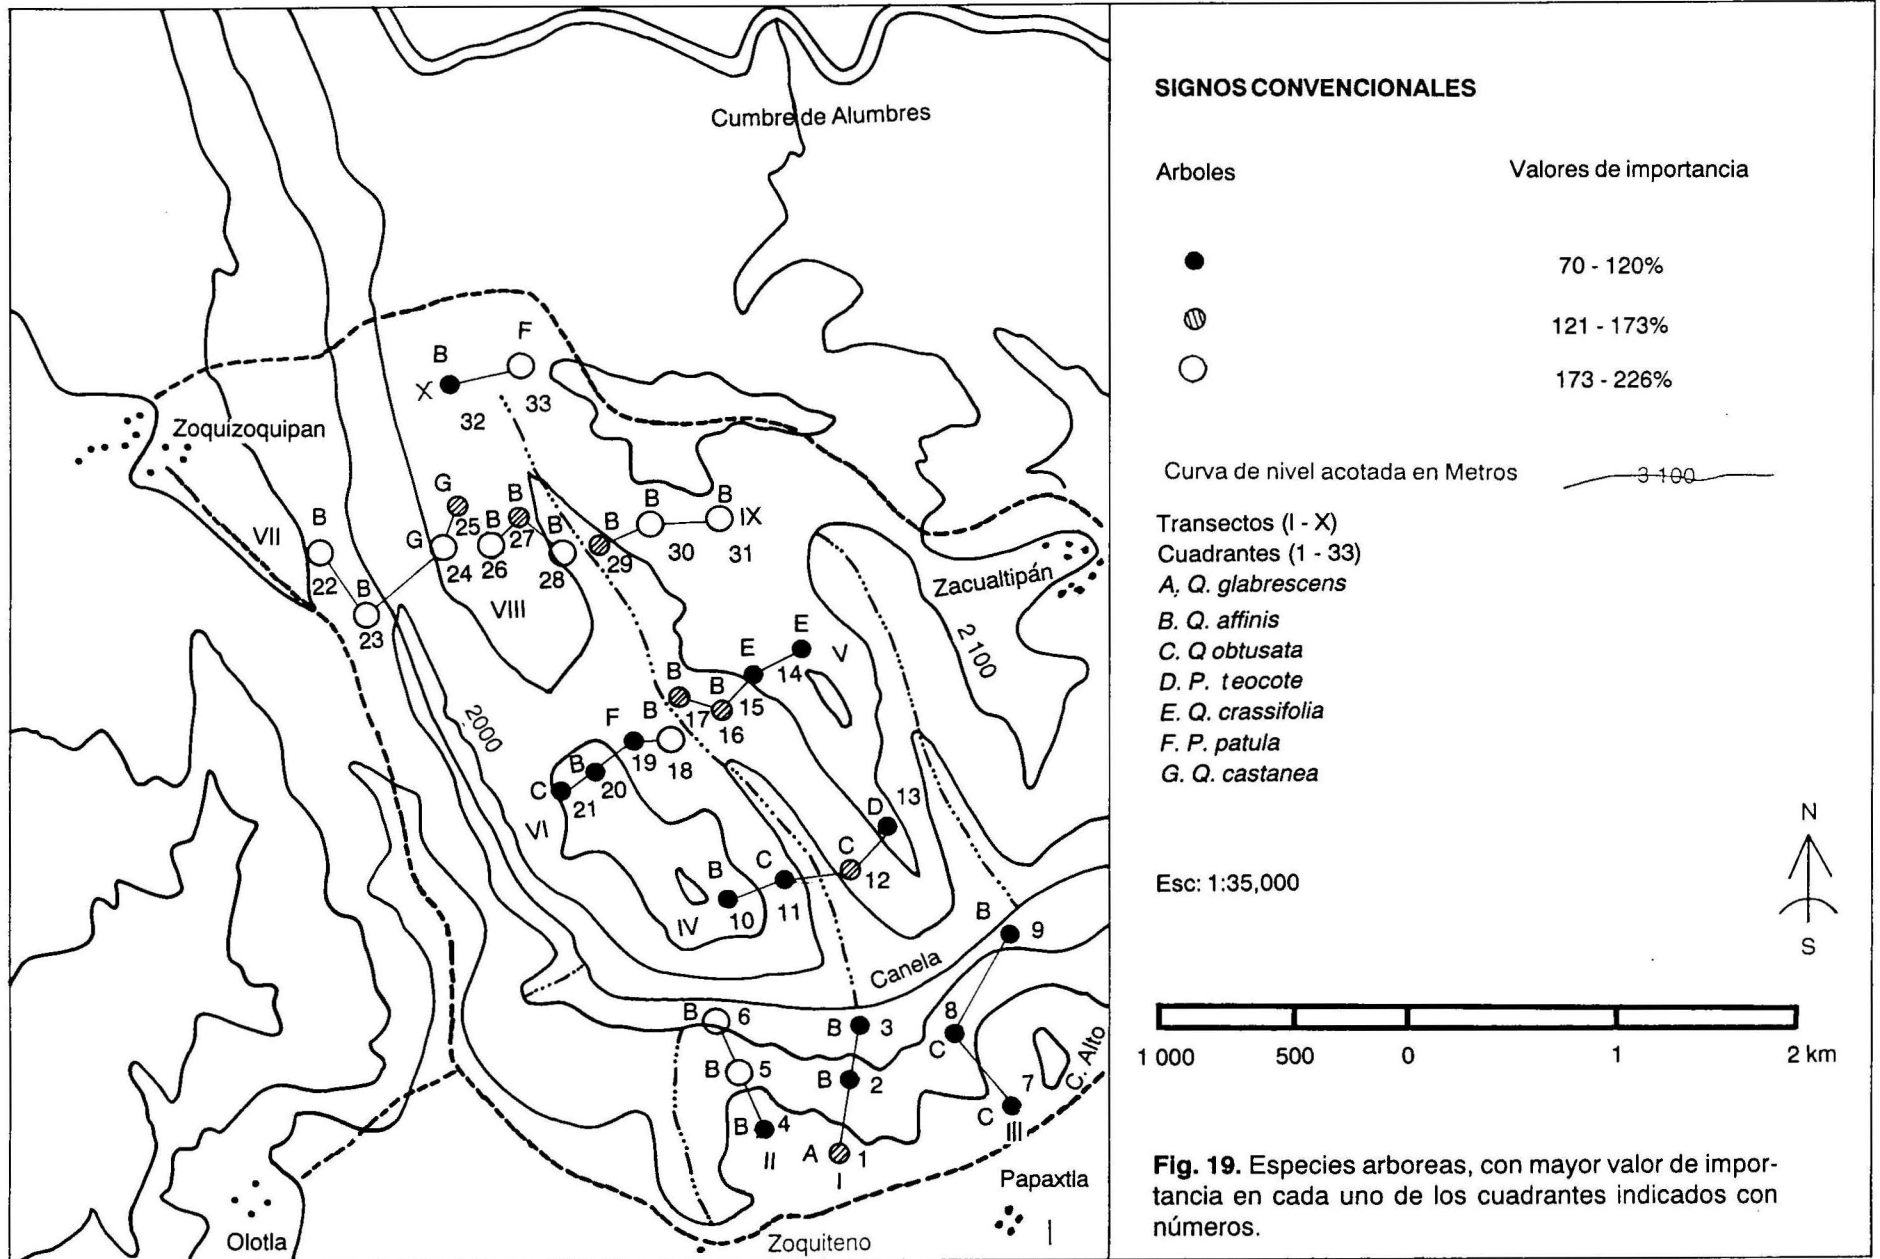 Cumbre de Alumbres
F
B
X
33
32
Zoquizoquipan
G
B
B
B
IX
25
B
27
B
B
VII
B
G
24
26
28
29
30
31
22
B
VIII
23
Zacualtipán
2 100
E
E
V
14
B
B
15
17
16
2000
F
B
19
18
B
20
C
21
VI
D
13
C
12
B
C
10
11
IV
B
9
Canela
B
6
B
3
8
C
B
5
B
2
7
C
C. Alto
B
4
II
A
1
I
III
Papaxtla
Olotla
Zoquiteno
SIGNOS CONVENCIONALES
Arboles Valores de importancia
70 - 120%
121 - 173%
173 - 226%
Curva de nivel acotada en Metros 3 100
Transectos (I - X)
Cuadrantes (1 - 33)
A, Q. glabrescens
B. Q. affinis
C. Q obtusata
D. P. teocote
E. Q. crassifolia
F. P. patula
G. Q. castanea
N
Esc: 1:35,000
S
1 000 500 0 1 2 km
Fig. 19. Especies arboreas, con mayor valor de impor-
tancia en cada uno de los cuadrantes indicados con
números.